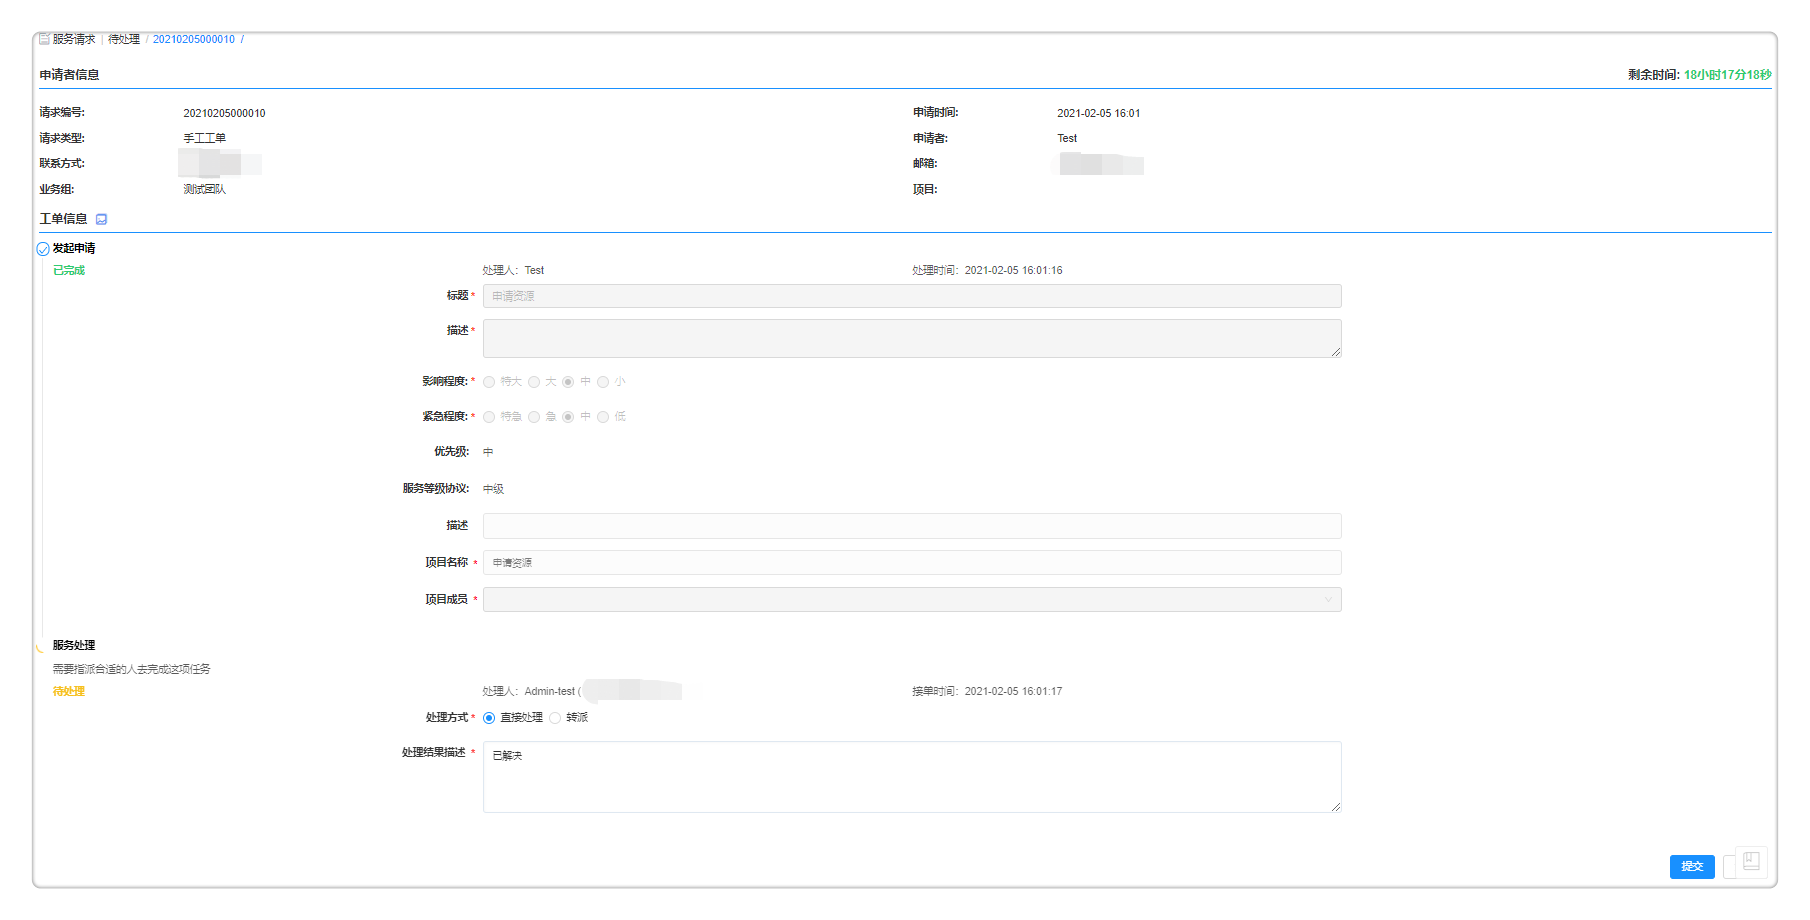 服务请求 | 待处理 / 20210205000010 /
申请者信息 剩余时间: 18小时17分18秒
请求编号: 20210205000010 申请时间: 2021-02-05 16:01
请求类型: 手工工单 申请者: Test
联系方式: 邮箱:
业务组: 测试团队 项目:
工单信息
发起申请
已完成 处理人: Test 处理时间: 2021-02-05 16:01:16
标题* 申请资源
描述*
影响程度:* 特大 大 中 小
紧急程度:* 特急 急 中 低
优先级: 中
服务等级协议: 中级
描述
项目名称 * 申请资源
项目成员 *
服务处理
需要指派合适的人去完成这项任务
待处理 处理人: Admin-test ( 接单时间: 2021-02-05 16:01:17
处理方式* 直接处理 转派
处理结果描述 * 已解决
提交